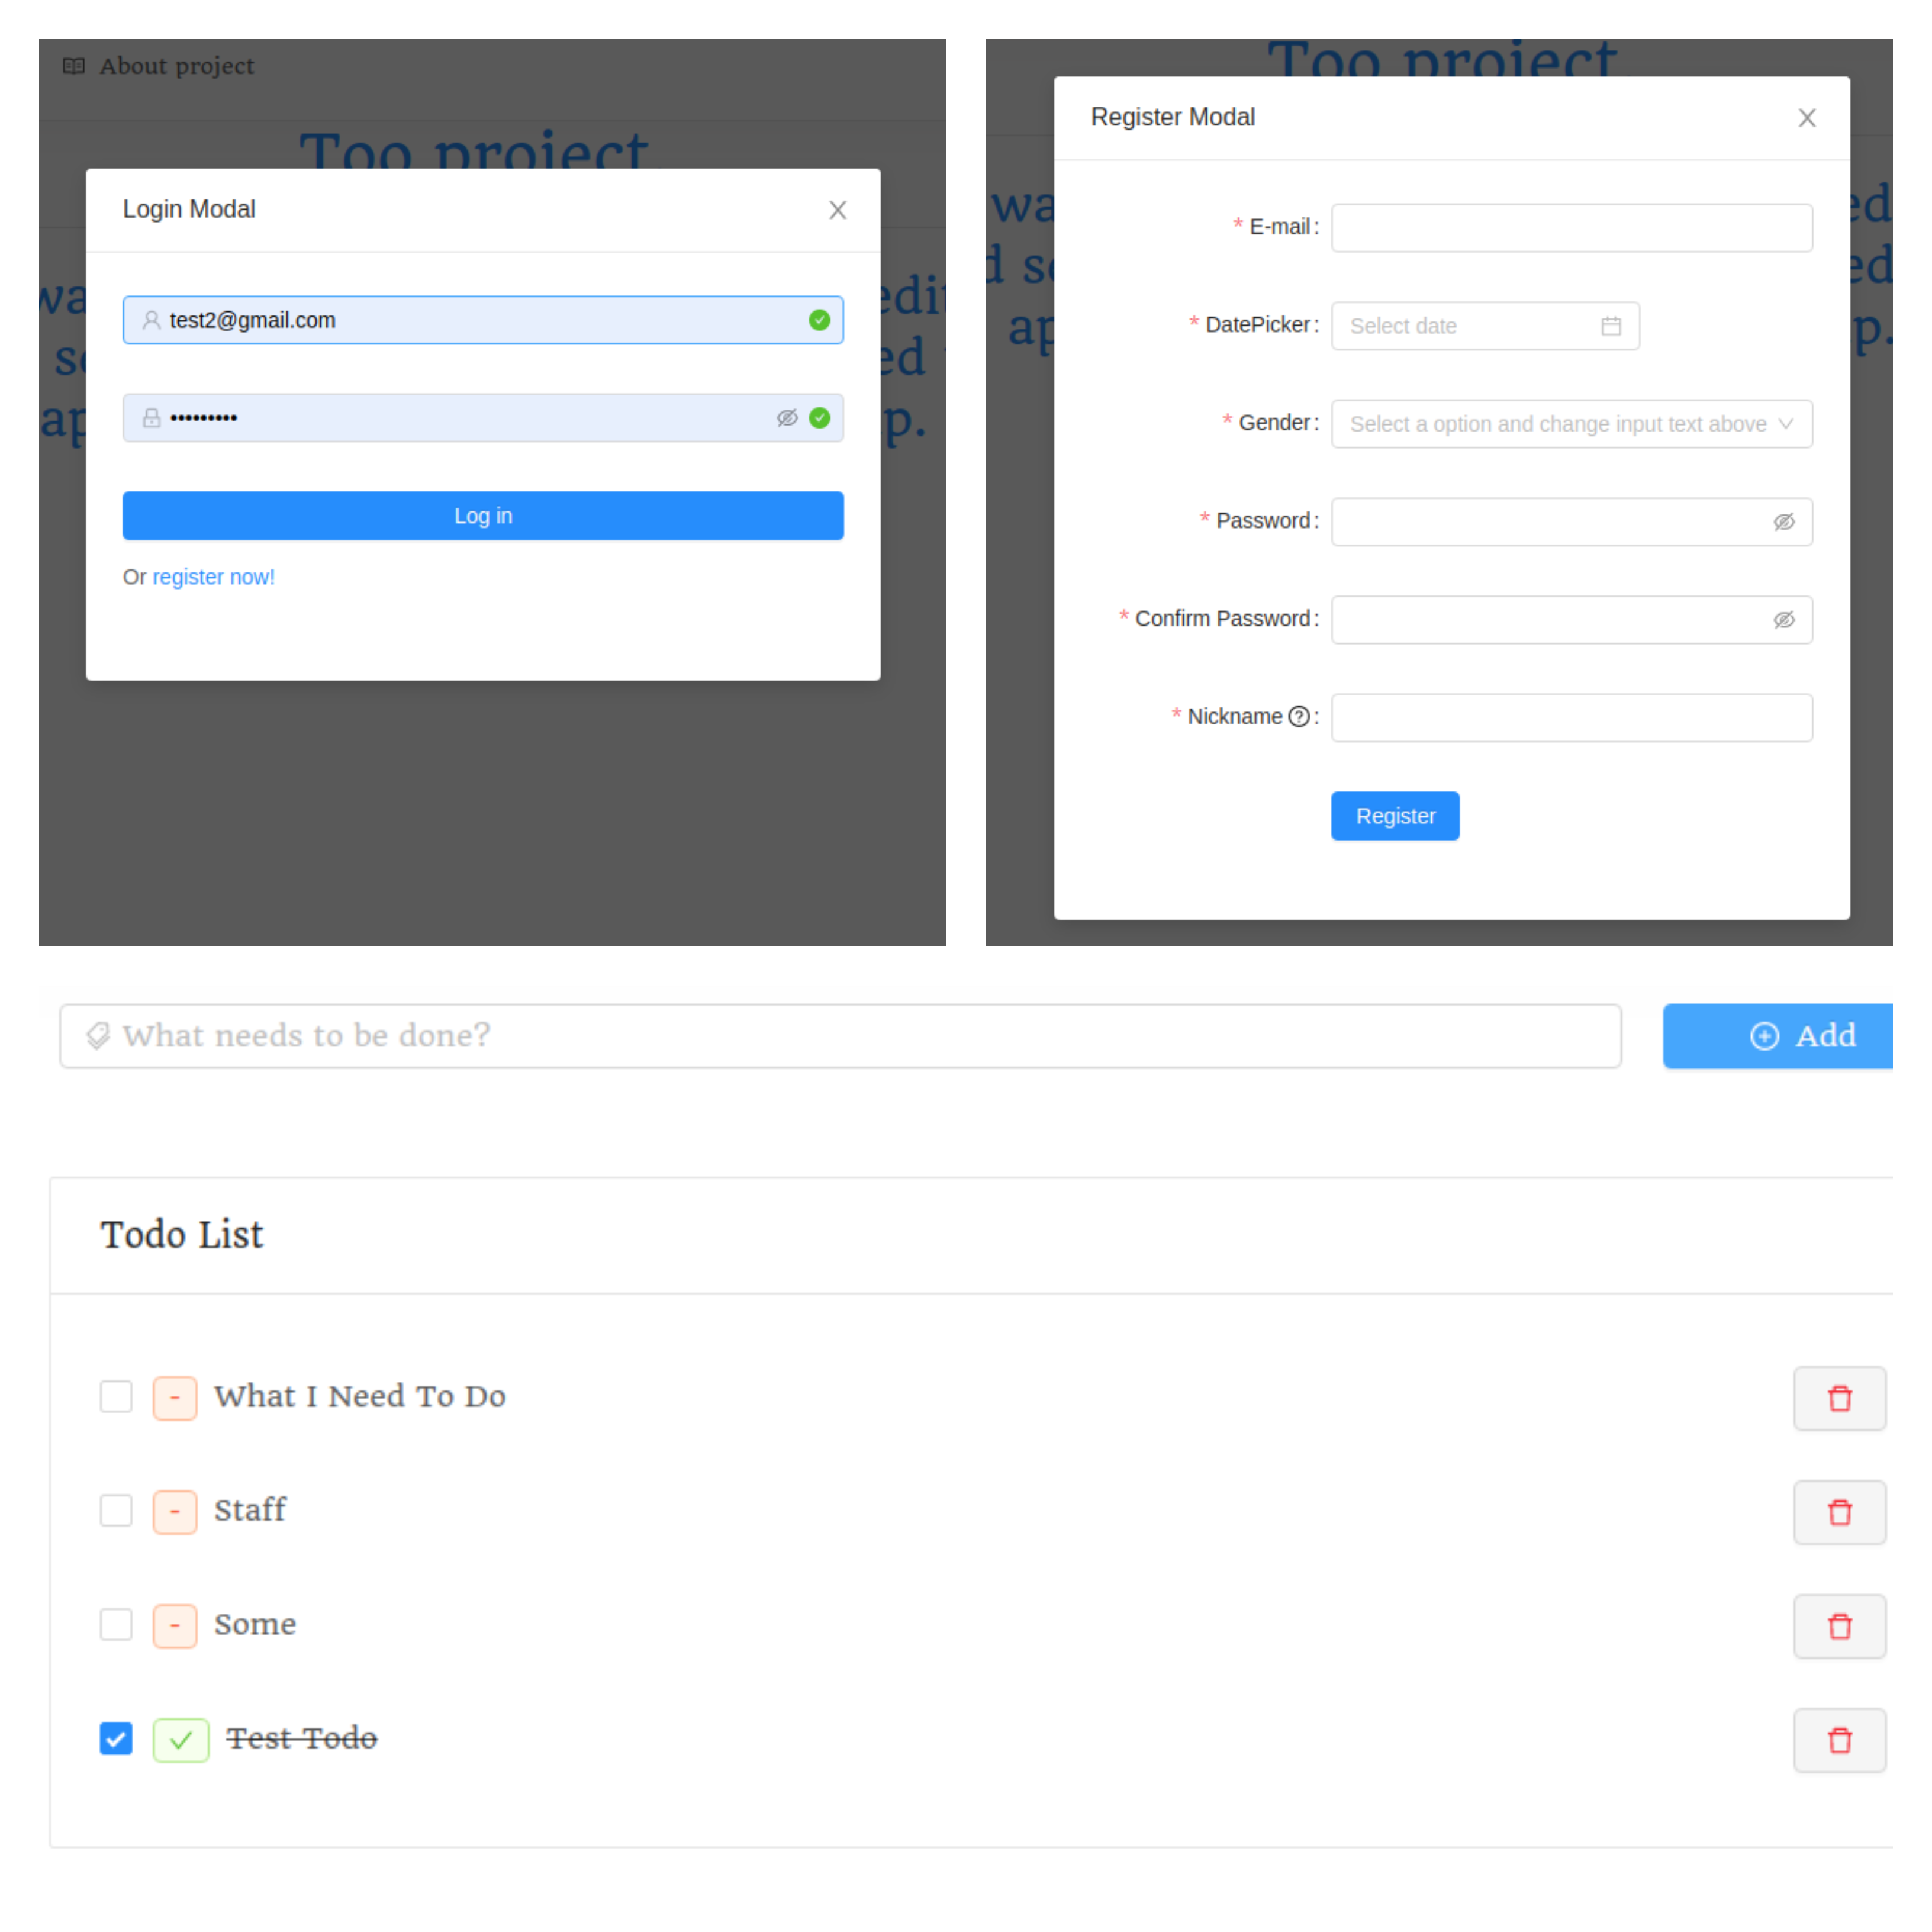 About project
Too project
Login Modal
test2@gmail.com
•••••••••
Log in
Or register now!
Too project
Register Modal
* E-mail:
* DatePicker: Select date
* Gender: Select a option and change input text above
* Password:
* Confirm Password:
* Nickname ?:
Register
What needs to be done?
Add
Todo List
- What I Need To Do
- Staff
- Some
Test Todo